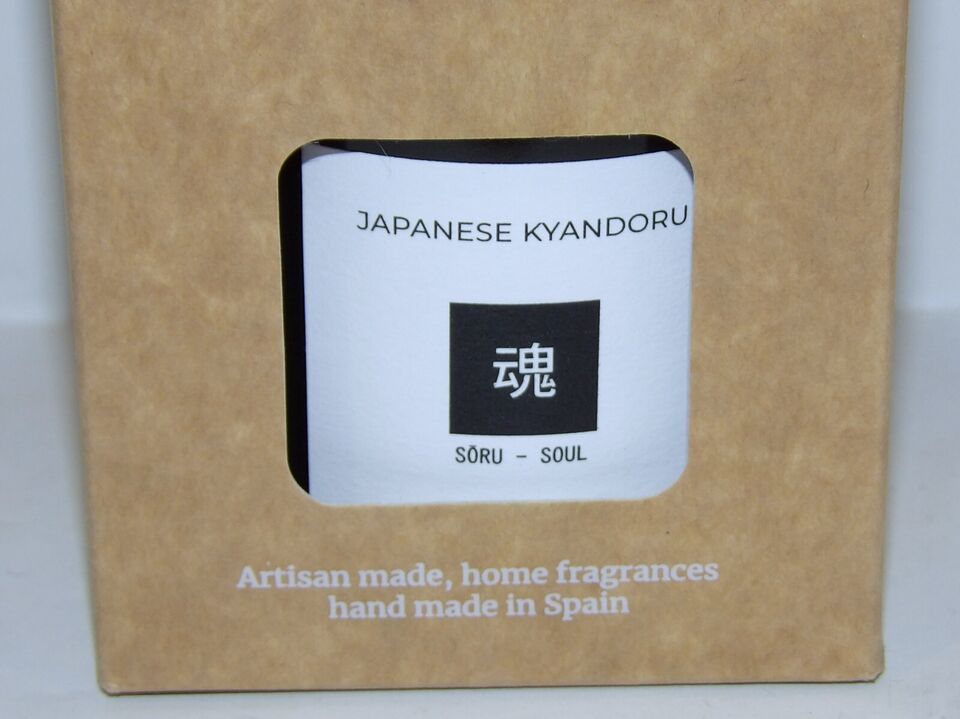 JAPANESE KYANDORU
魂
SŌRU – SOUL
Artisan made, home fragrances
hand made in Spain